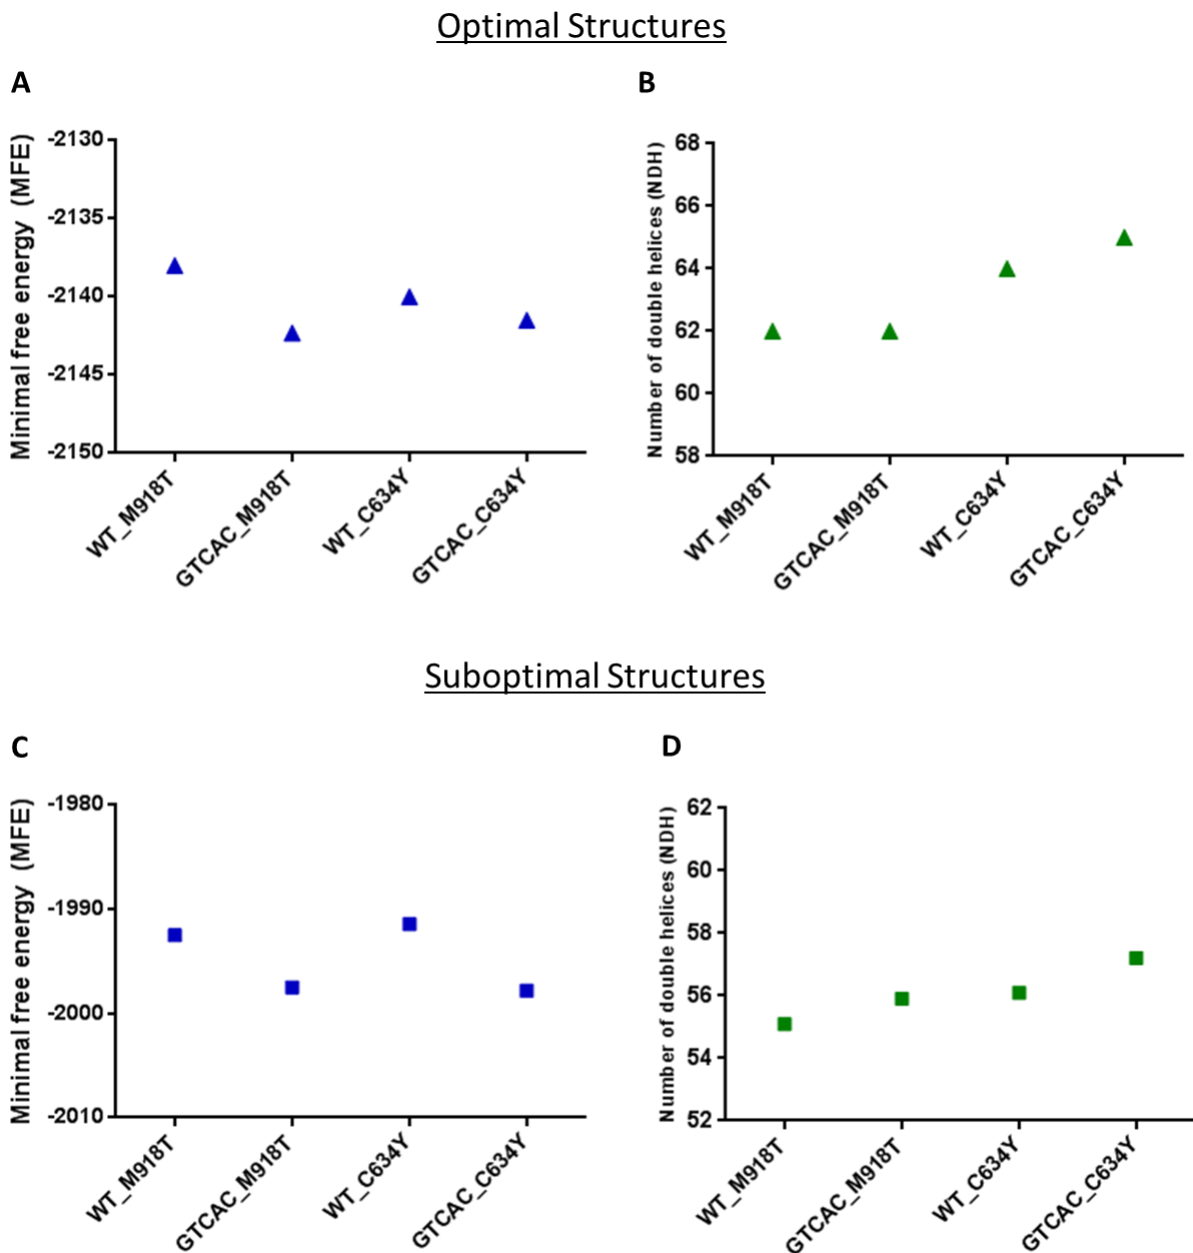 Optimal Structures
A
B
Minimal free energy (MFE)
-2130
-2135
-2140
-2145
-2150
WT_M918T
GTCAC_M918T
WT_C634Y
GTCAC_C634Y
Number of double helices (NDH)
68
66
64
62
60
58
WT_M918T
GTCAC_M918T
WT_C634Y
GTCAC_C634Y
Suboptimal Structures
C
D
Minimal free energy (MFE)
-1980
-1990
-2000
-2010
WT_M918T
GTCAC_M918T
WT_C634Y
GTCAC_C634Y
Number of double helices (NDH)
62
60
58
56
54
52
WT_M918T
GTCAC_M918T
WT_C634Y
GTCAC_C634Y